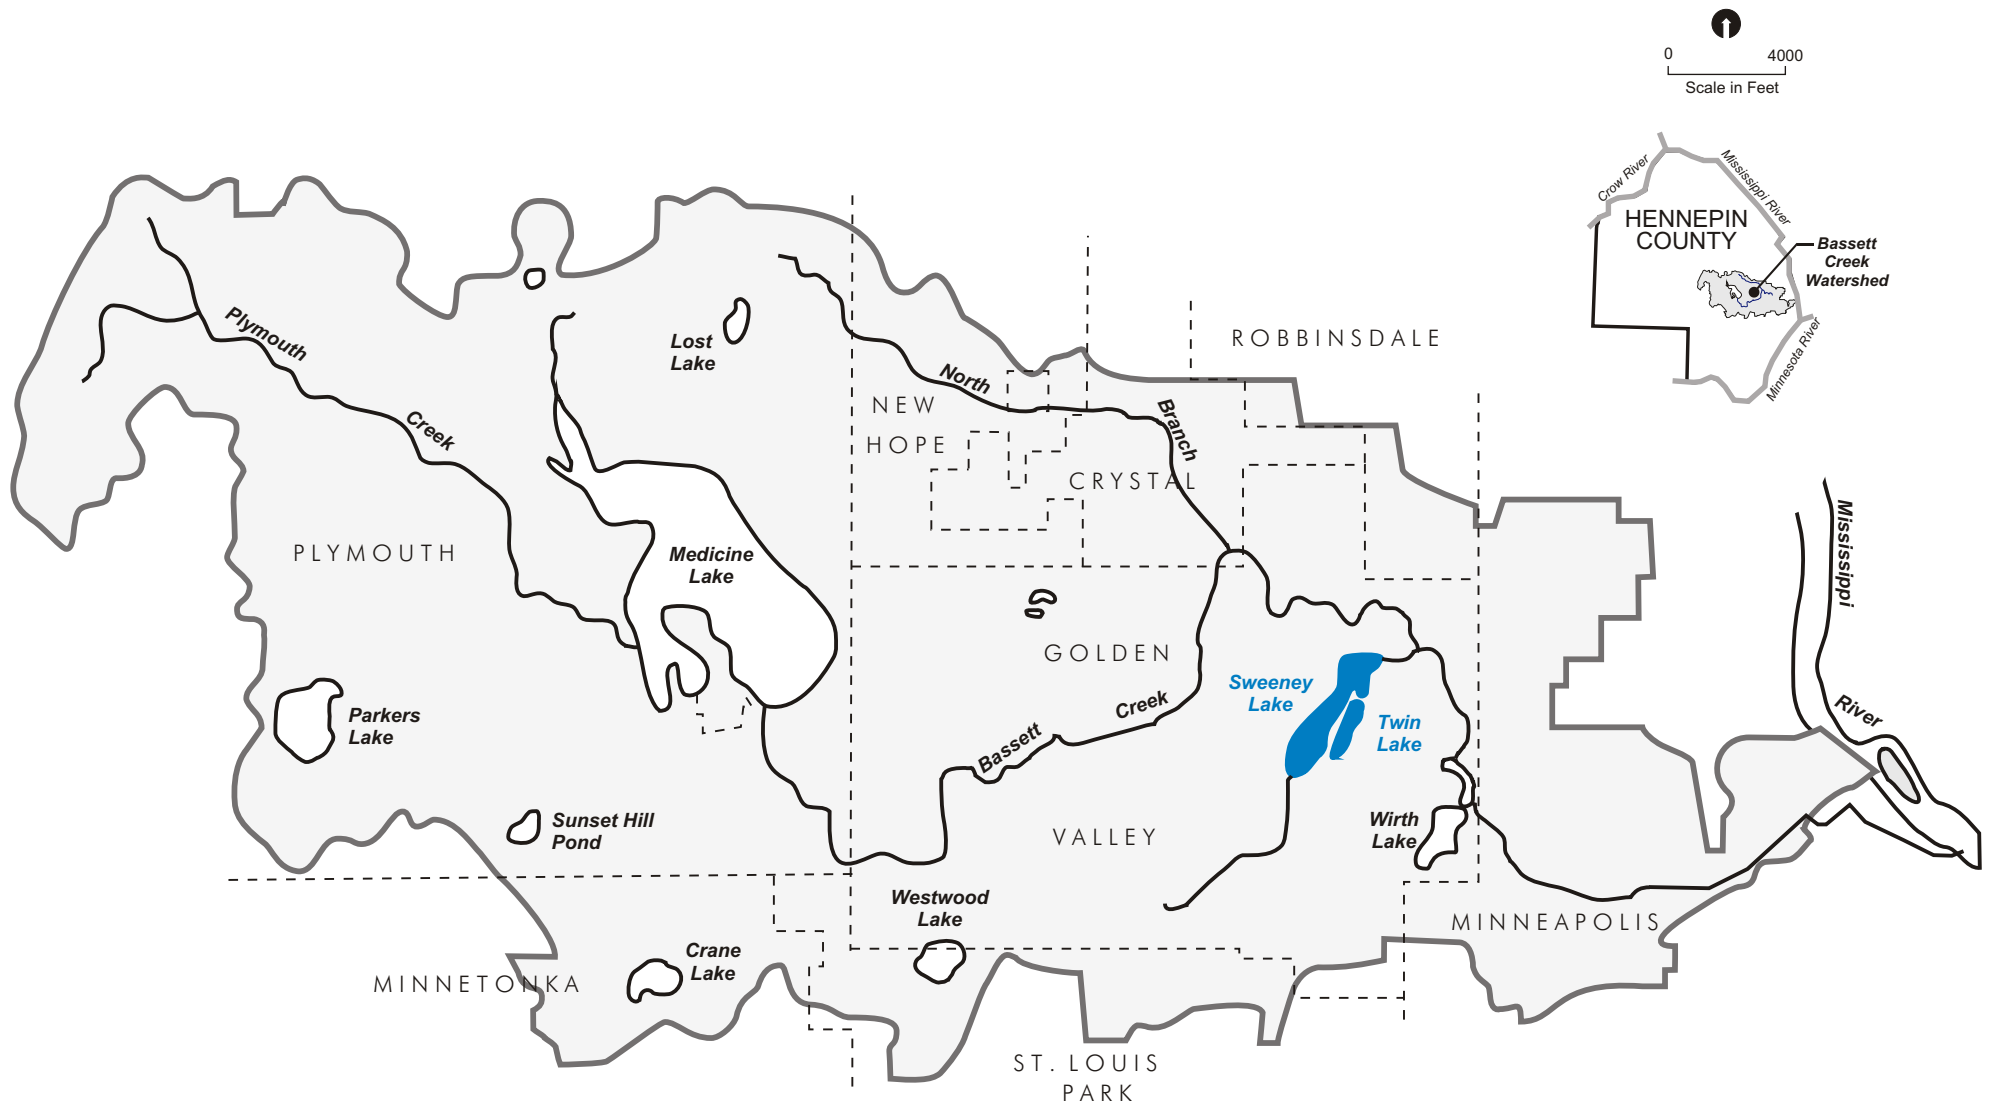 0 4000
Scale in Feet
Crow River
Mississippi River
HENNEPIN
COUNTY
Bassett
Creek
Watershed
Minnesota River
ROBBINSDALE
Plymouth
Creek
Lost
Lake
North
Branch
NEW
HOPE
CRYSTAL
PLYMOUTH
Medicine
Lake
Mississippi
River
GOLDEN
VALLEY
Sweeney
Lake
Twin
Lake
Parkers
Lake
Bassett
Creek
Sunset Hill
Pond
Wirth
Lake
Westwood
Lake
MINNEAPOLIS
Crane
Lake
MINNETONKA
ST. LOUIS
PARK